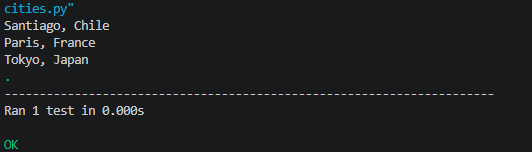 cities.py"
Santiago, Chile
Paris, France
Tokyo, Japan
.
----------------------------------------------------------------------
Ran 1 test in 0.000s
OK